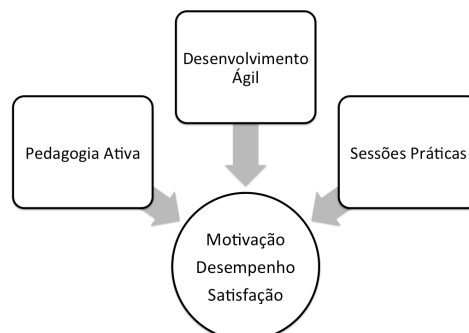 Desenvolvimento
Ágil
Pedagogia Ativa
Sessões Práticas
Motivação
Desempenho
Satisfação